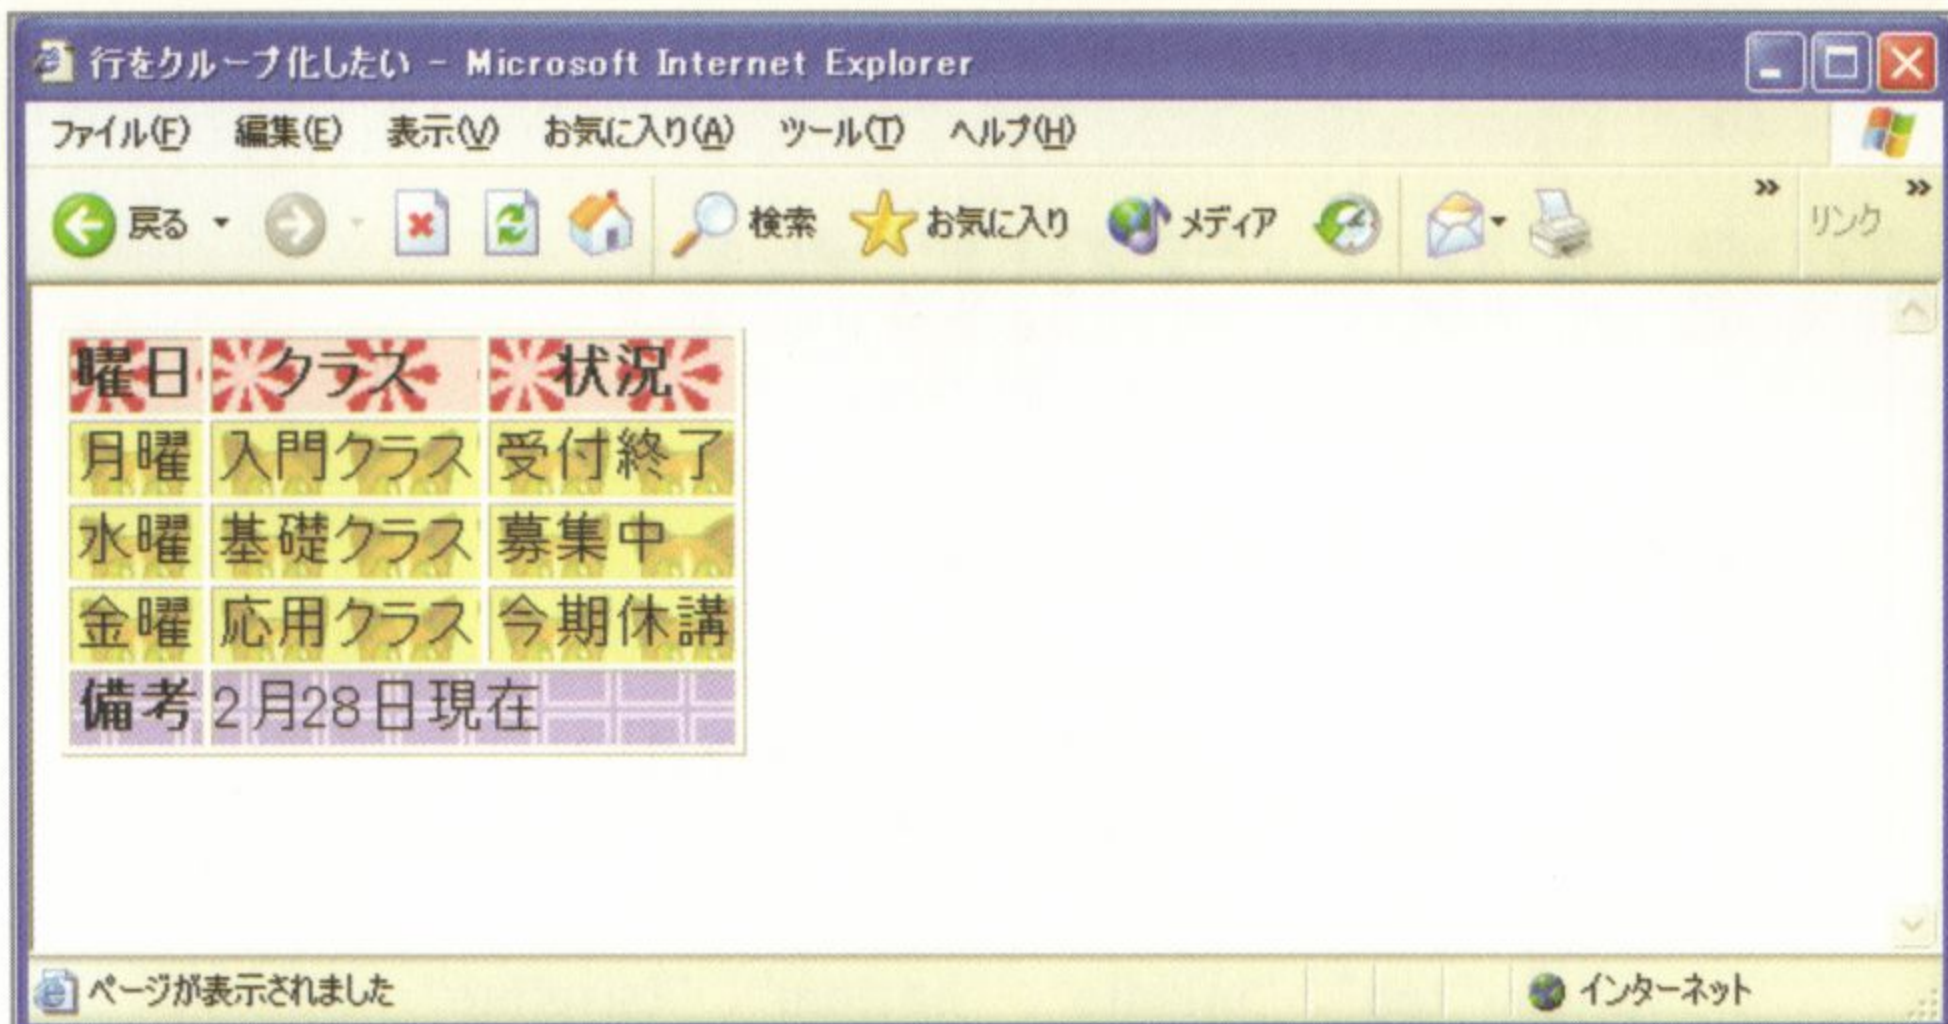 行をクループ化したい - Microsoft Internet Explorer
ファイル(F) 編集(E) 表示(V) お気に入り(A) ツール(T) ヘルプ(H)
戻る 検索 お気に入り メディア » リンク »
曜日 クラス 状況
月曜 入門クラス 受付終了
水曜 基礎クラス 募集中
金曜 応用クラス 今期休講
備考 2月28日現在
ページが表示されました インターネット